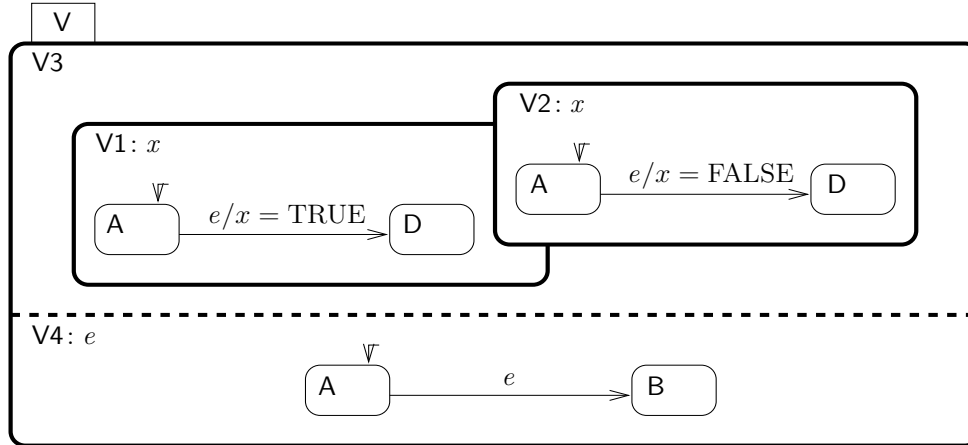 V
V3
V2: x
V1: x
A
e/x = FALSE
D
A
e/x = TRUE
D
V4: e
A
e
B